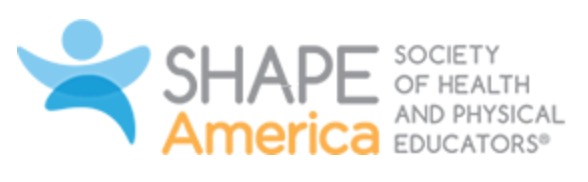 SHAPE
America
SOCIETY
OF HEALTH
AND PHYSICAL
EDUCATORS®